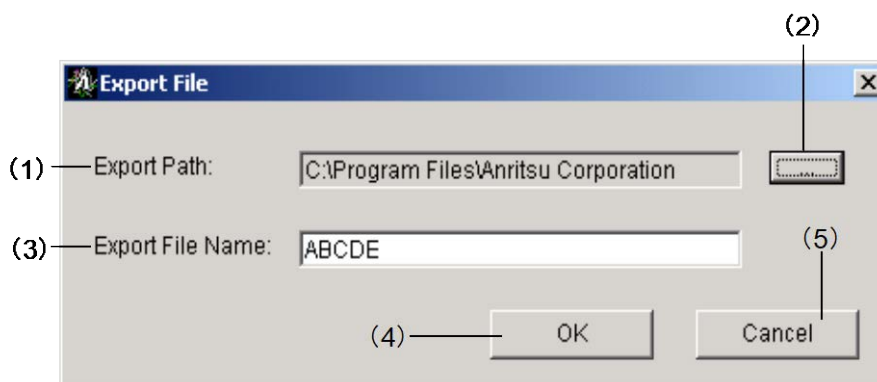 (2)
Export File
(1) Export Path: C:\Program Files\Anritsu Corporation ...
(3) Export File Name: ABCDE
(5)
(4) OK Cancel